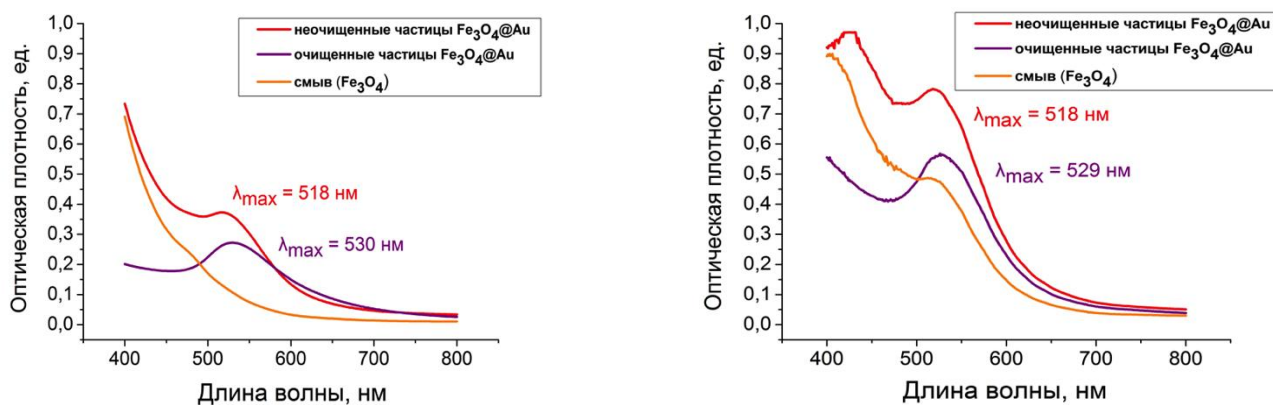 Оптическая плотность, ед.
1,0
0,9
0,8
0,7
0,6
0,5
0,4
0,3
0,2
0,1
0,0
неочищенные частицы Fe₃O₄@Au
очищенные частицы Fe₃O₄@Au
смыв (Fe₃O₄)
λmax = 518 нм
λmax = 530 нм
400 500 600 700 800
Длина волны, нм
Оптическая плотность, ед.
1,0
0,9
0,8
0,7
0,6
0,5
0,4
0,3
0,2
0,1
0,0
неочищенные частицы Fe₃O₄@Au
очищенные частицы Fe₃O₄@Au
смыв (Fe₃O₄)
λmax = 518 нм
λmax = 529 нм
400 500 600 700 800
Длина волны, нм